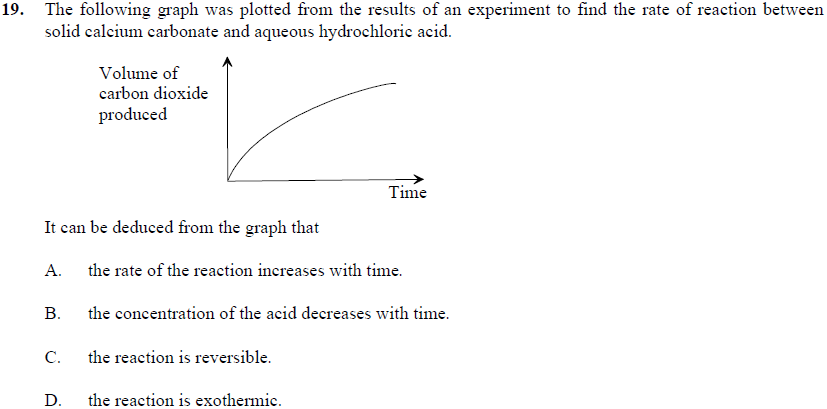 19. The following graph was plotted from the results of an experiment to find the rate of reaction between
solid calcium carbonate and aqueous hydrochloric acid.
Volume of
carbon dioxide
produced
Time
It can be deduced from the graph that
A. the rate of the reaction increases with time.
B. the concentration of the acid decreases with time.
C. the reaction is reversible.
D. the reaction is exothermic.